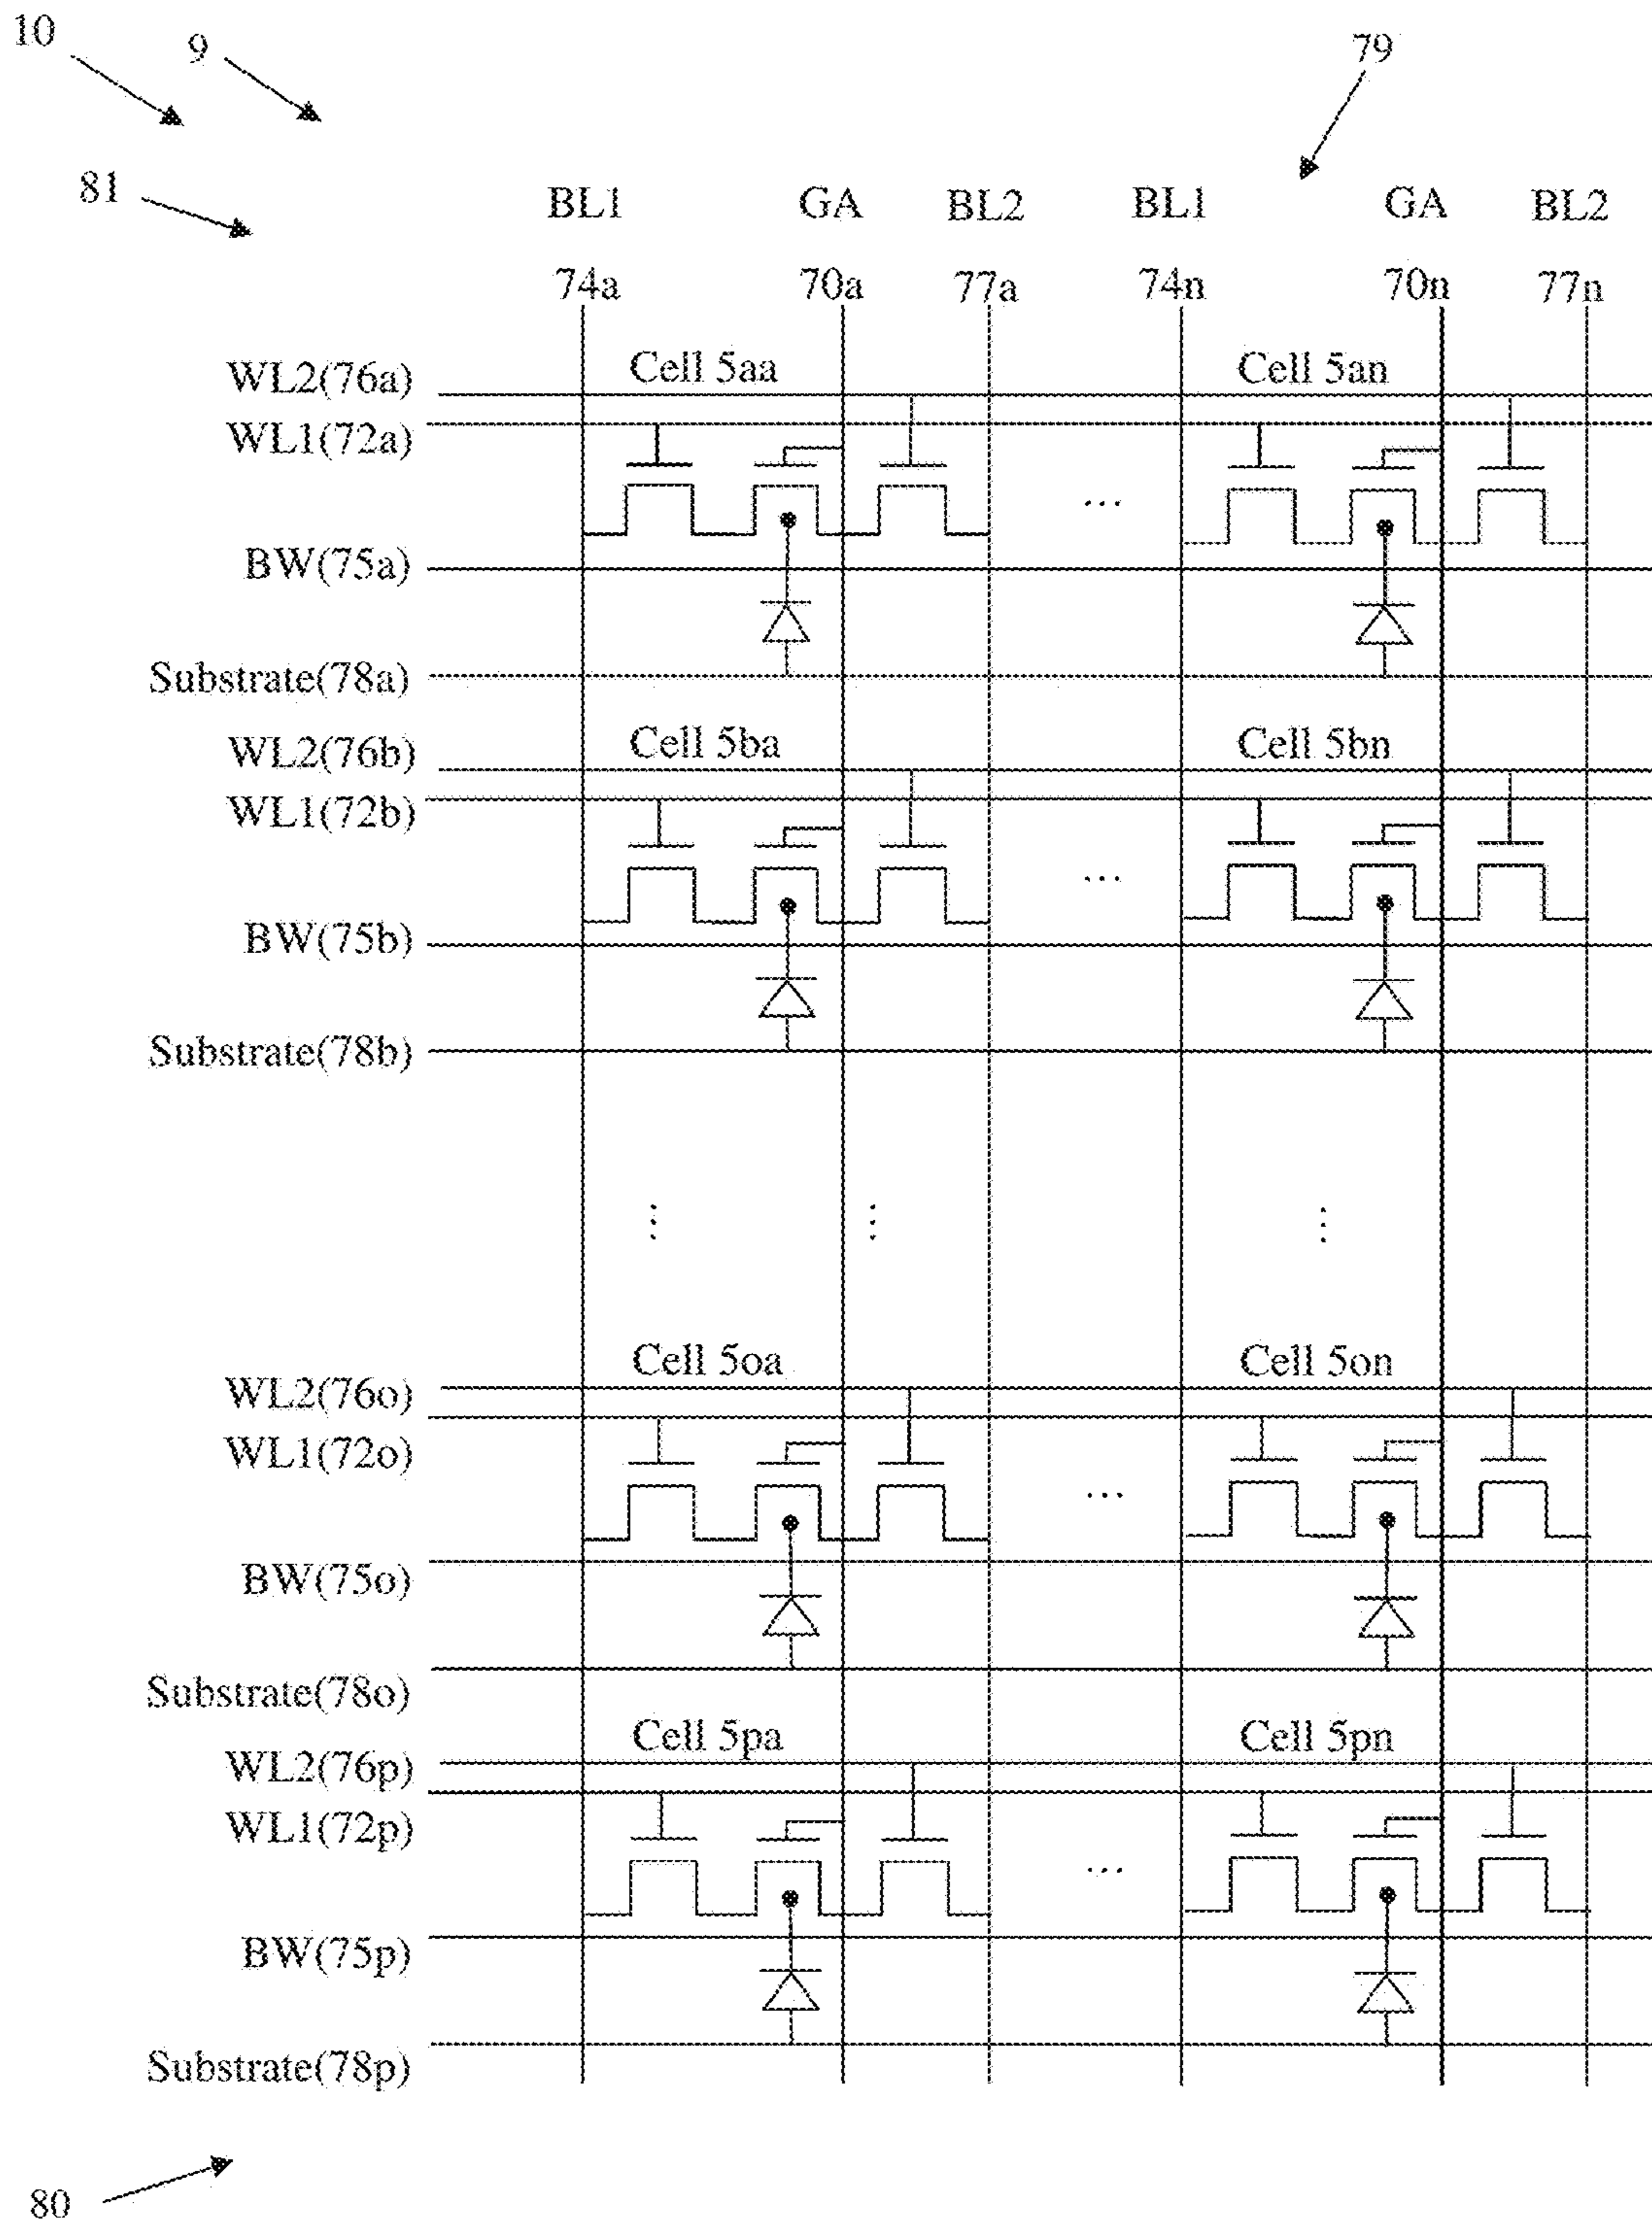 10
9
79
81
BL1 GA BL2 BL1 GA BL2
74a 70a 77a 74n 70n 77n
WL2(76a) Cell 5aa Cell 5an
WL1(72a)
...
BW(75a)
Substrate(78a)
WL2(76b) Cell 5ba Cell 5bn
WL1(72b)
...
BW(75b)
Substrate(78b)
Cell 5oa Cell 5on
WL2(76o)
WL1(72o)
...
BW(75o)
Substrate(78o)
Cell 5pa Cell 5pn
WL2(76p)
WL1(72p)
...
BW(75p)
Substrate(78p)
80